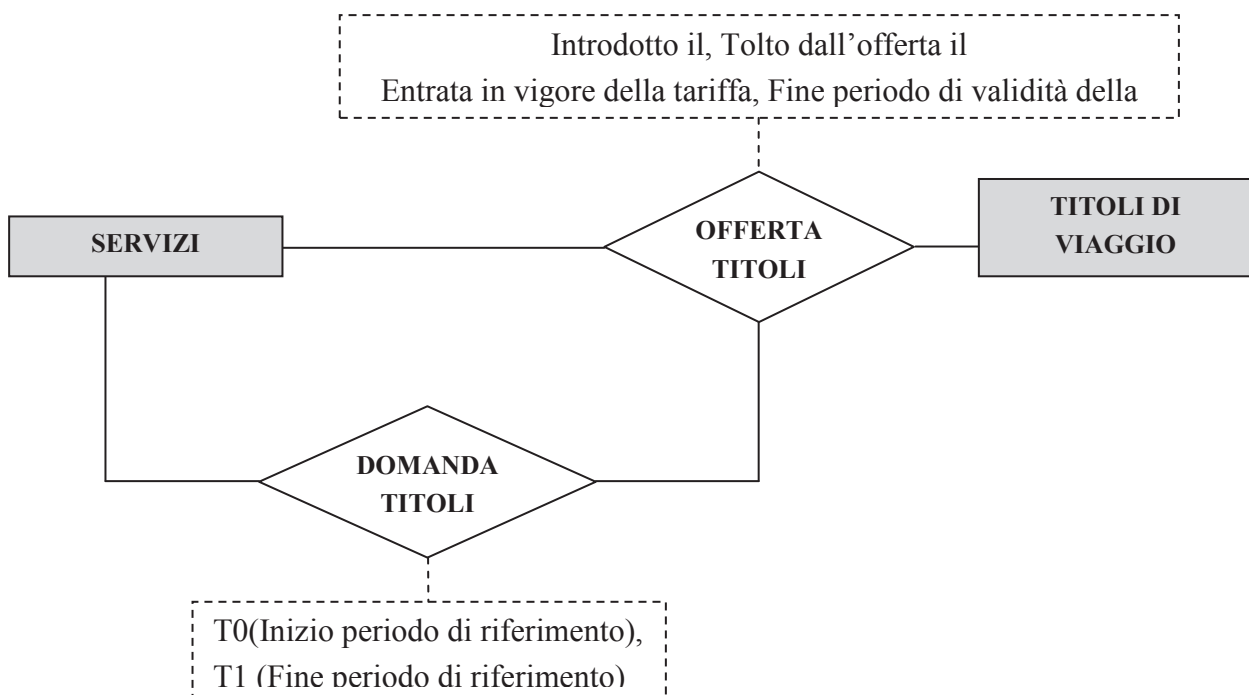 Introdotto il, Tolto dall’offerta il
Entrata in vigore della tariffa, Fine periodo di validità della
SERVIZI
OFFERTA
TITOLI
TITOLI DI
VIAGGIO
DOMANDA
TITOLI
T0(Inizio periodo di riferimento),
T1 (Fine periodo di riferimento)